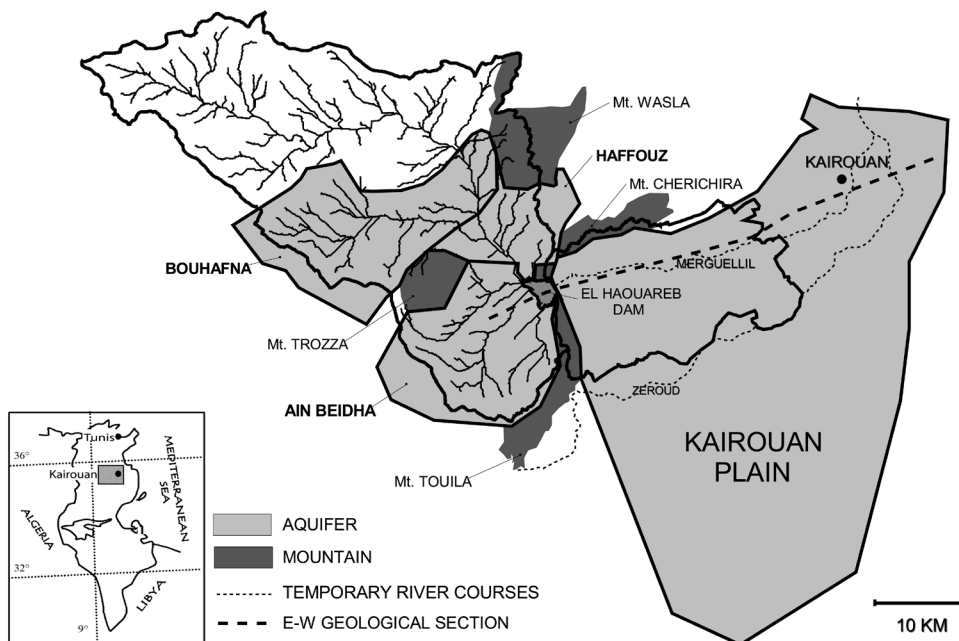 Mt. WASLA
HAFFOUZ
KAIROUAN
Mt. CHERICHIRA
BOUHAFNA
MERGUELLIL
EL HAOUAREB
DAM
Mt. TROZZA
ZEROUD
AIN BEIDHA
KAIROUAN
PLAIN
Mt. TOUILA
Tunis
36°
Kairouan
MEDITERRANEAN
SEA
ALGERIA
32°
LIBYA
9°
AQUIFER
MOUNTAIN
TEMPORARY RIVER COURSES
E-W GEOLOGICAL SECTION
10 KM